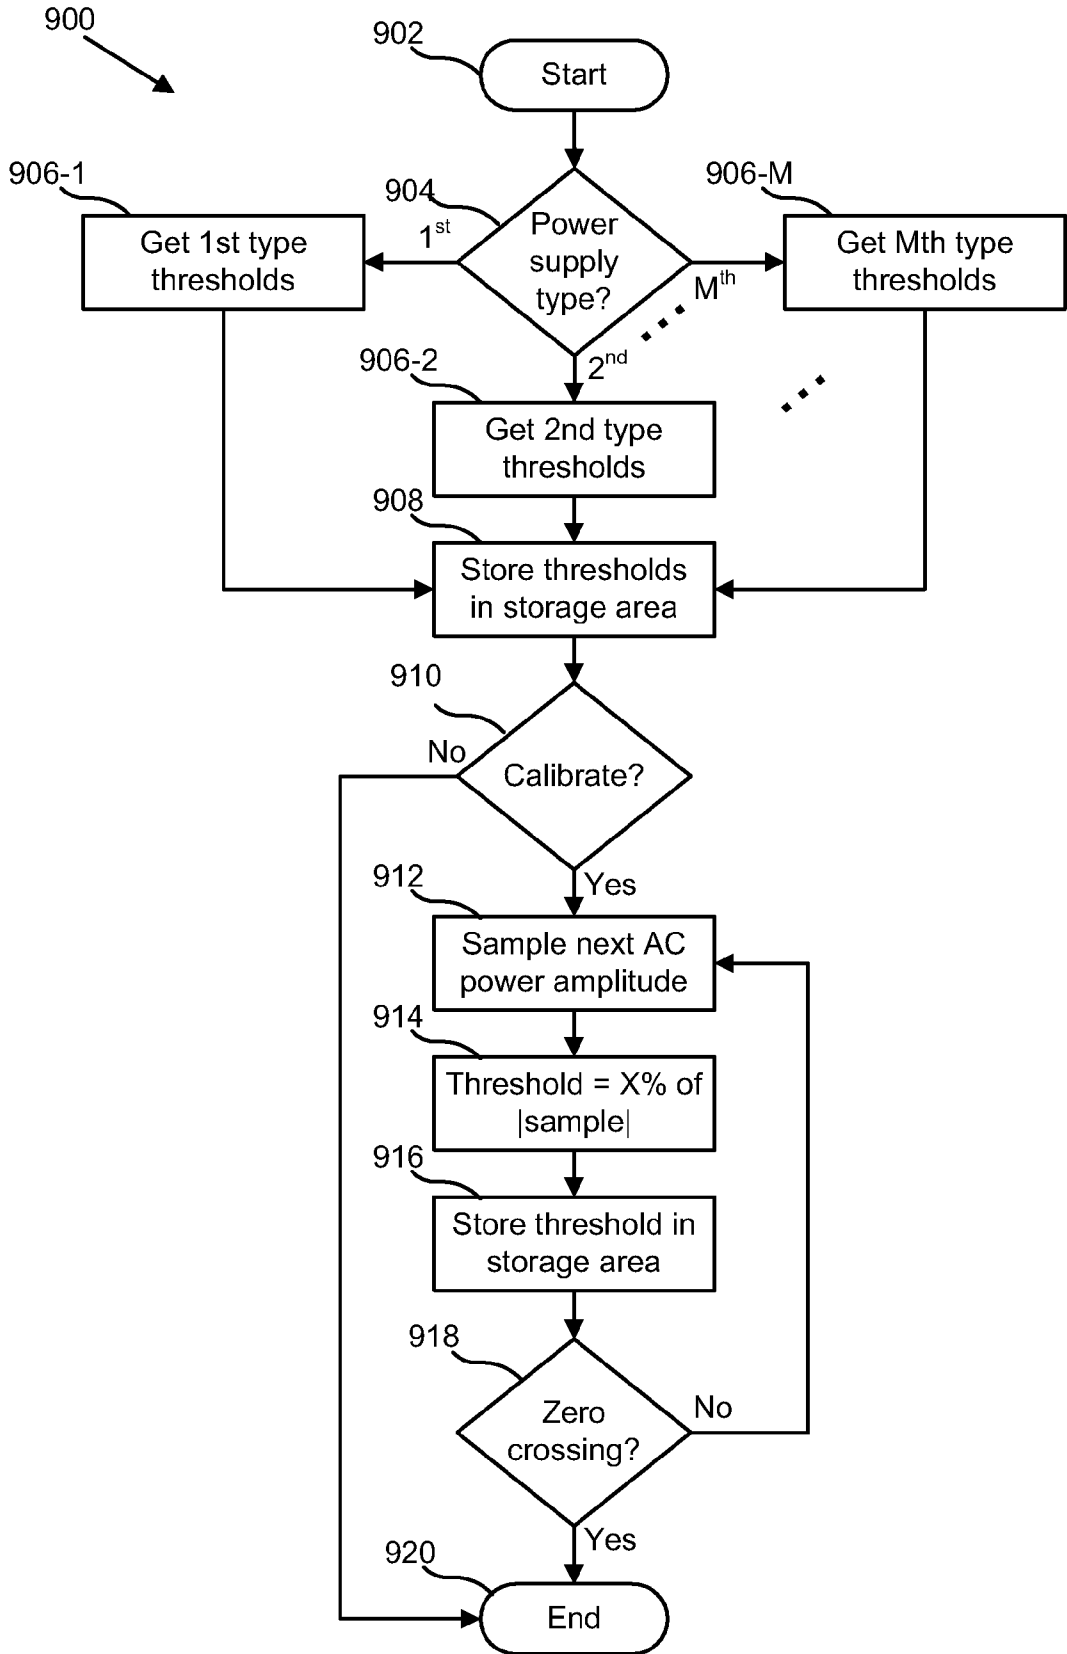 900
902
Start
906-1
904
906-M
1st
Power
supply
type?
Get 1st type
thresholds
Get Mth type
thresholds
Mth
906-2
2nd
Get 2nd type
thresholds
908
Store thresholds
in storage area
910
No
Calibrate?
Yes
912
Sample next AC
power amplitude
914
Threshold = X% of
|sample|
916
Store threshold in
storage area
918
Zero
crossing?
No
Yes
920
End